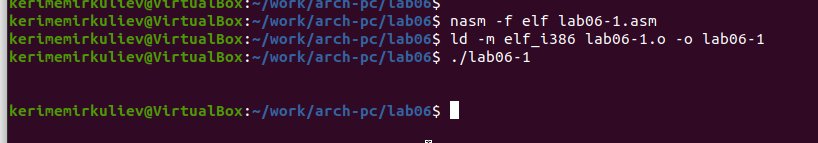 kerimemirkuliev@VirtualBox:~/work/arch-pc/lab06$
kerimemirkuliev@VirtualBox:~/work/arch-pc/lab06$ nasm -f elf lab06-1.asm
kerimemirkuliev@VirtualBox:~/work/arch-pc/lab06$ ld -m elf_i386 lab06-1.o -o lab06-1
kerimemirkuliev@VirtualBox:~/work/arch-pc/lab06$ ./lab06-1
kerimemirkuliev@VirtualBox:~/work/arch-pc/lab06$